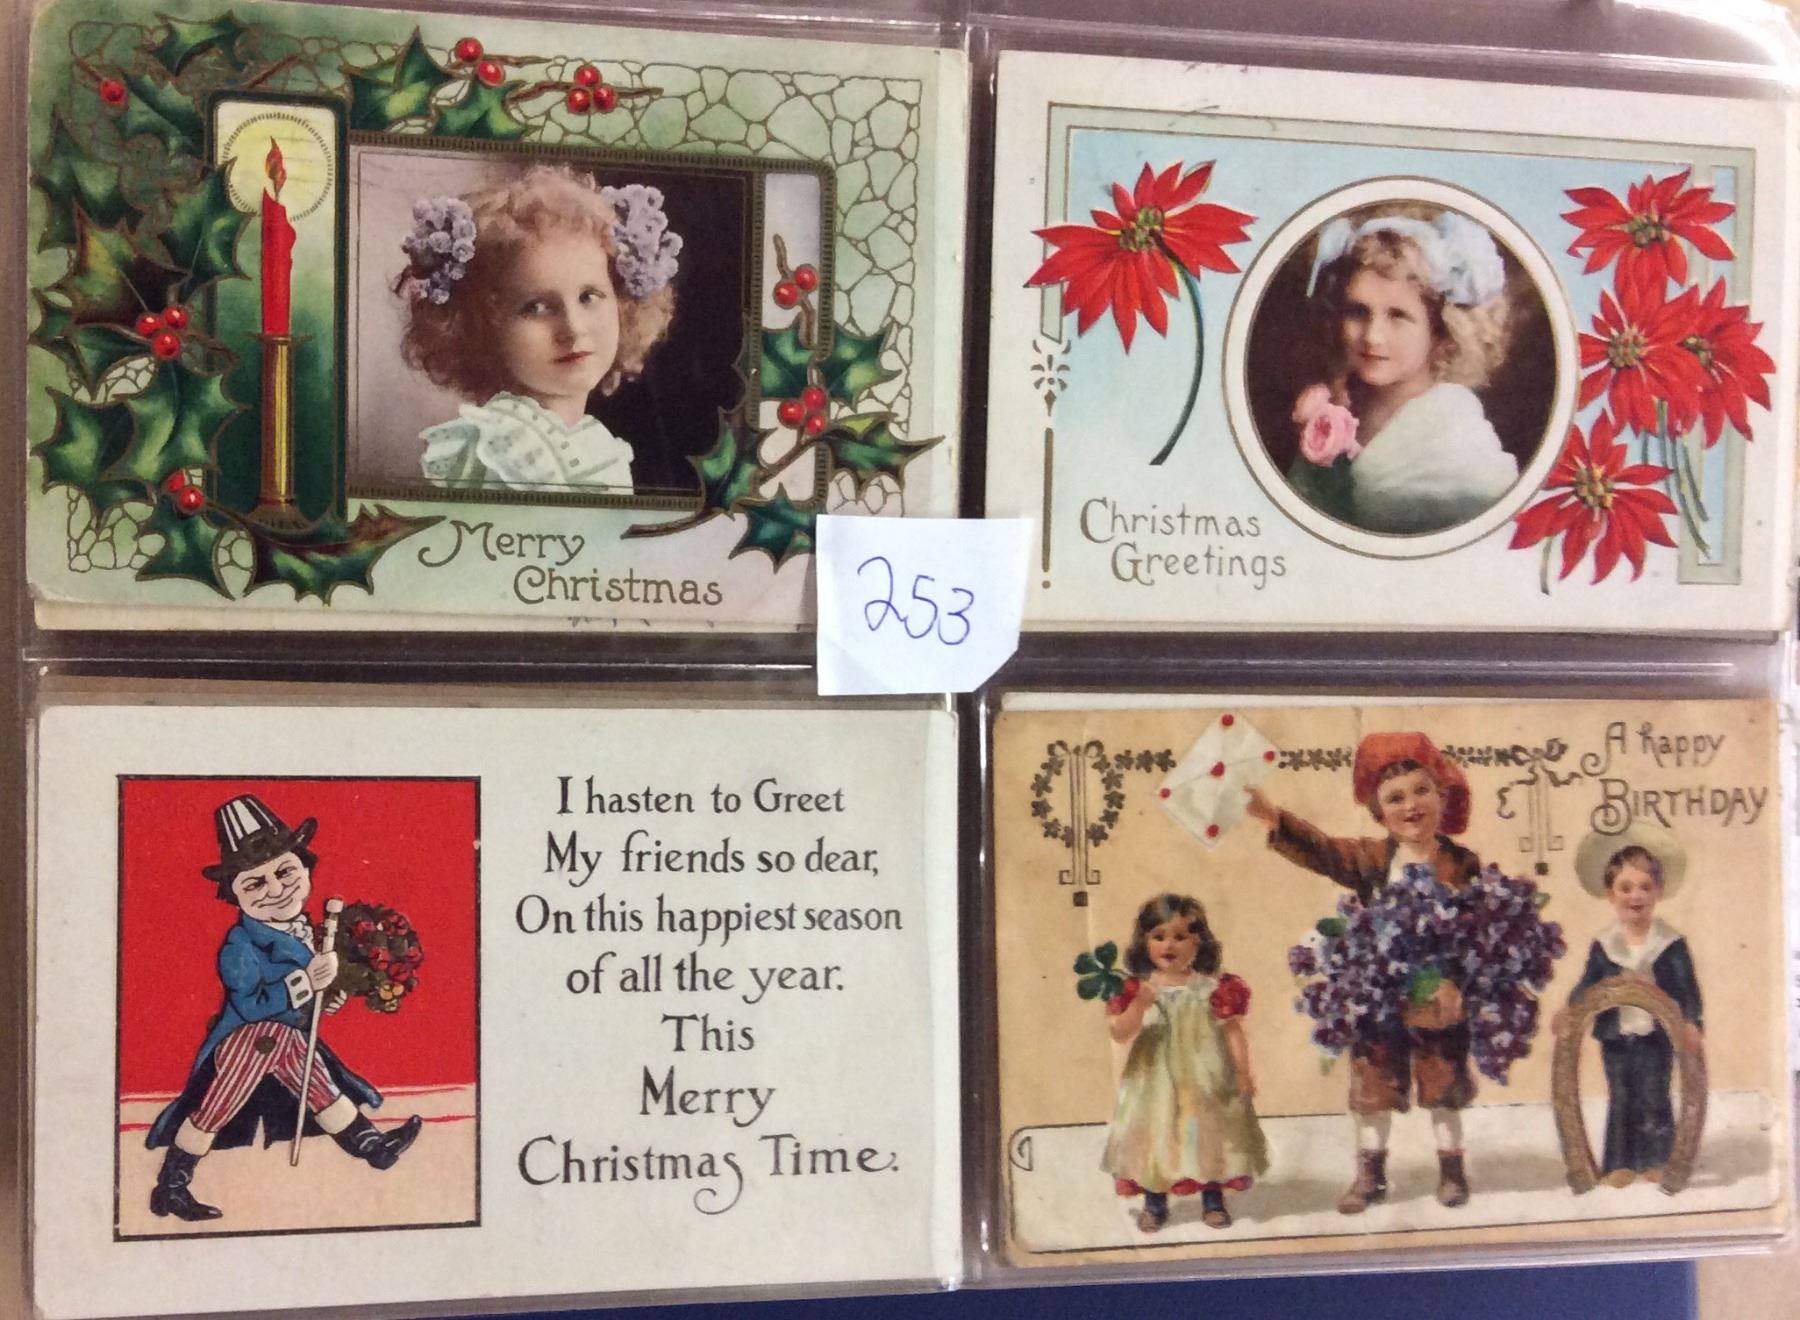 Merry
Christmas
Christmas
Greetings
253
I hasten to Greet
My friends so dear,
On this happiest season
of all the year.
This
Merry
Christmas Time.
A happy
BIRTHDAY